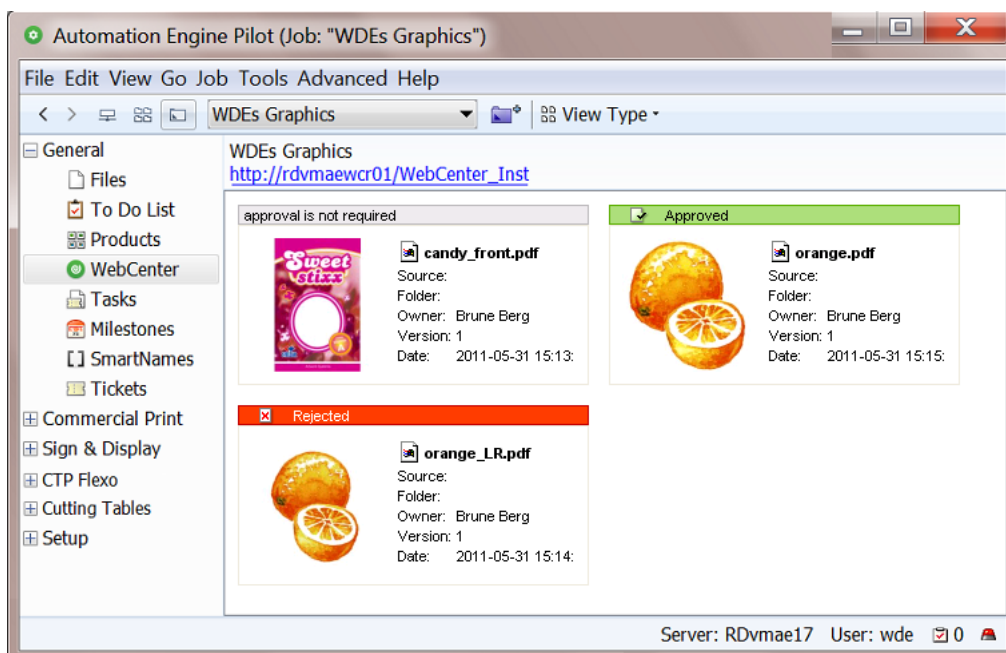 Automation Engine Pilot (Job: "WDEs Graphics")
File Edit View Go Job Tools Advanced Help
WDEs Graphics
View Type
General
Files
To Do List
Products
WebCenter
Tasks
Milestones
SmartNames
Tickets
Commercial Print
Sign & Display
CTP Flexo
Cutting Tables
Setup
WDEs Graphics
http://rdvmaewcr01/WebCenter_Inst
approval is not required
Sweet
stixx
candy_front.pdf
Source:
Folder:
Owner: Brune Berg
Version: 1
Date: 2011-05-31 15:13:
Approved
orange.pdf
Source:
Folder:
Owner: Brune Berg
Version: 1
Date: 2011-05-31 15:15:
Rejected
orange_LR.pdf
Source:
Folder:
Owner: Brune Berg
Version: 1
Date: 2011-05-31 15:14:
Server: RDvmae17 User: wde 0